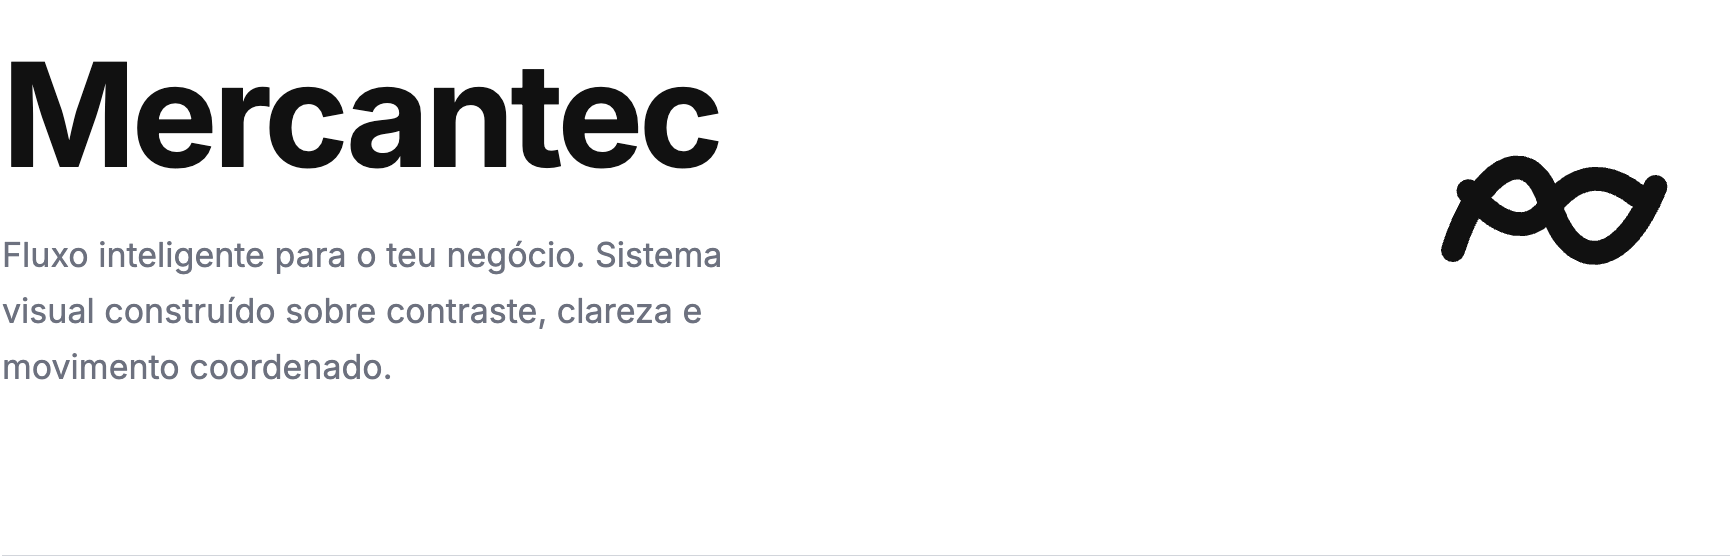 Mercantec
Fluxo inteligente para o teu negócio. Sistema
visual construído sobre contraste, clareza e
movimento coordenado.